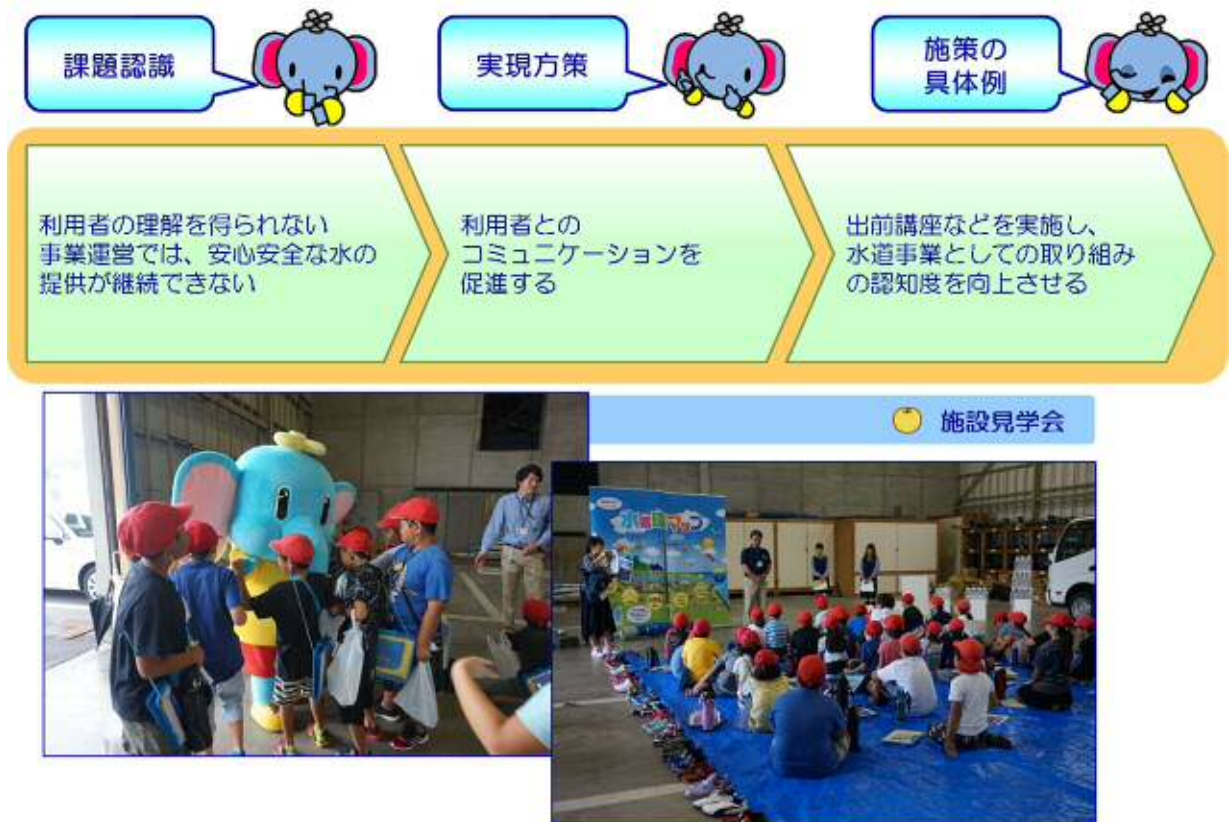 課題認識
実現方策
施策の
具体例
利用者の理解を得られない
事業運営では、安心安全な水の
提供が継続できない
利用者との
コミュニケーションを
促進する
出前講座などを実施し、
水道事業としての取り組み
の認知度を向上させる
施設見学会